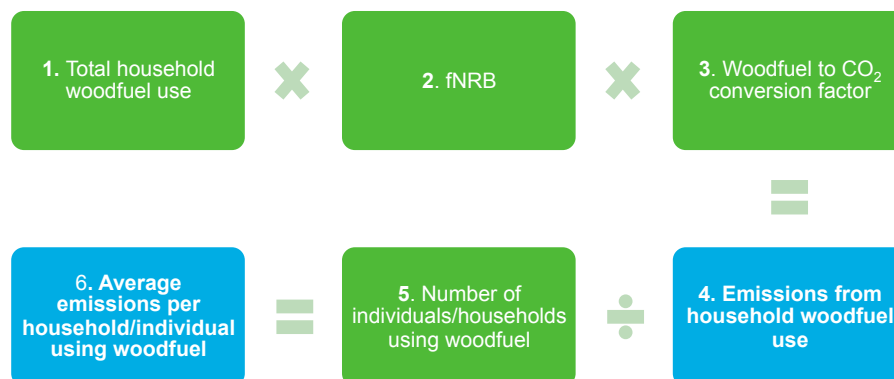 1. Total household
woodfuel use
2. fNRB
3. Woodfuel to CO₂
conversion factor
6. Average
emissions per
household/individual
using woodfuel
5. Number of
individuals/households
using woodfuel
4. Emissions from
household woodfuel
use